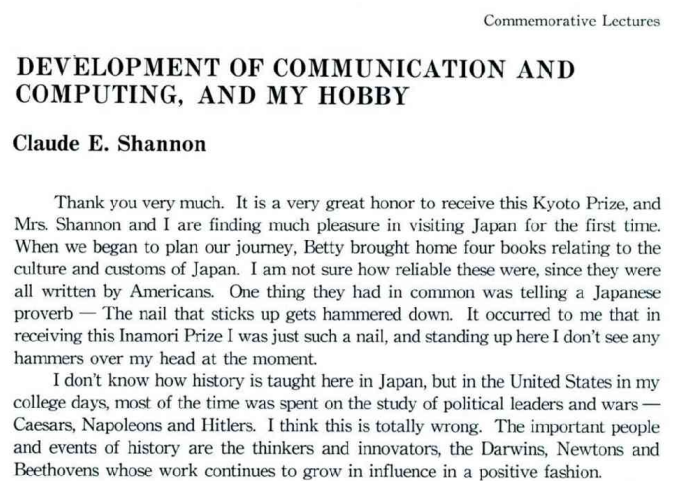 Commemorative Lectures
DEVELOPMENT OF COMMUNICATION AND
COMPUTING, AND MY HOBBY
Claude E. Shannon
Thank you very much. It is a very great honor to receive this Kyoto Prize, and
Mrs. Shannon and I are finding much pleasure in visiting Japan for the first time.
When we began to plan our journey, Betty brought home four books relating to the
culture and customs of Japan. I am not sure how reliable these were, since they were
all written by Americans. One thing they had in common was telling a Japanese
proverb — The nail that sticks up gets hammered down. It occurred to me that in
receiving this Inamori Prize I was just such a nail, and standing up here I don't see any
hammers over my head at the moment.
I don't know how history is taught here in Japan, but in the United States in my
college days, most of the time was spent on the study of political leaders and wars —
Caesars, Napoleons and Hitlers. I think this is totally wrong. The important people
and events of history are the thinkers and innovators, the Darwins, Newtons and
Beethovens whose work continues to grow in influence in a positive fashion.